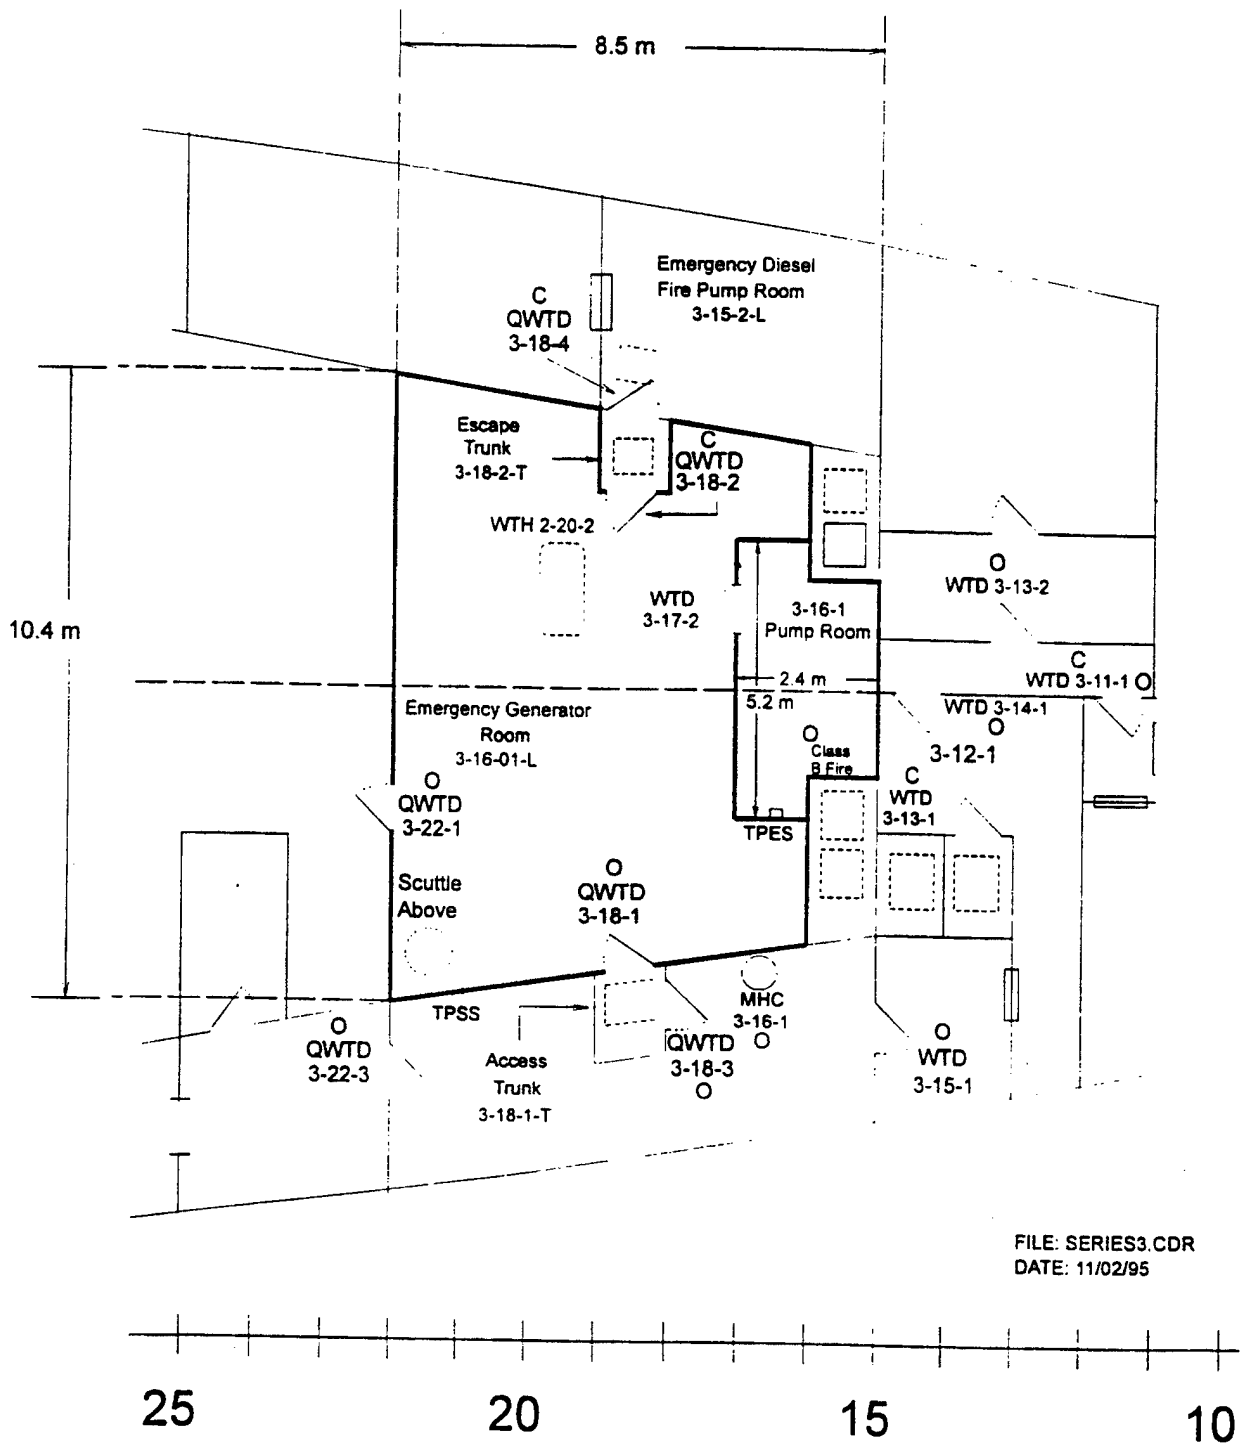 8.5 m
Emergency Diesel
Fire Pump Room
3-15-2-L
C
QWTD
3-18-4
Escape
Trunk
3-18-2-T
C
QWTD
3-18-2
WTH 2-20-2
10.4 m
WTD
3-17-2
3-16-1
Pump Room
O
WTD 3-13-2
2.4 m
5.2 m
C
WTD 3-11-1 O
WTD 3-14-1
O
Emergency Generator
Room
3-16-01-L
O
Class
B Fire
3-12-1
O
QWTD
3-22-1
C
WTD
3-13-1
TPES
Scuttle
Above
O
QWTD
3-18-1
TPSS
MHC
3-16-1
O
O
QWTD
3-22-3
Access
Trunk
3-18-1-T
QWTD
3-18-3
O
O
WTD
3-15-1
FILE: SERIES3.CDR
DATE: 11/02/95
25 20 15 10